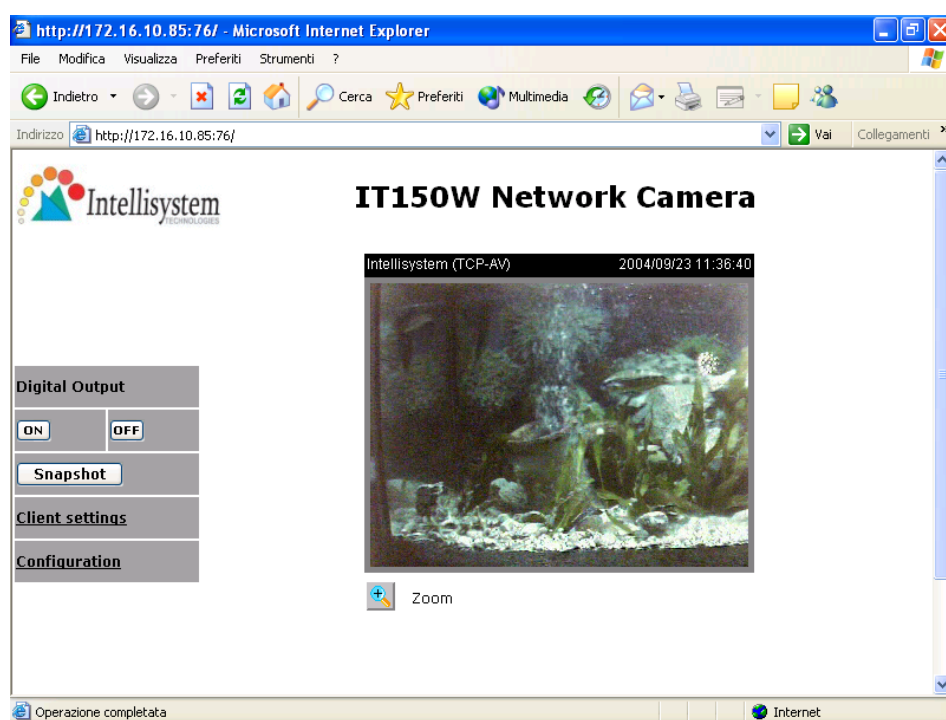 http://172.16.10.85:76/ - Microsoft Internet Explorer
File Modifica Visualizza Preferiti Strumenti ?
Indietro Cerca Preferiti Multimedia
Indirizzo http://172.16.10.85:76/ Vai Collegamenti »
Intellisystem
TECHNOLOGIES
IT150W Network Camera
Intellisystem (TCP-AV) 2004/09/23 11:36:40
Digital Output
ON OFF
Snapshot
Client settings
Configuration
Zoom
Operazione completata Internet